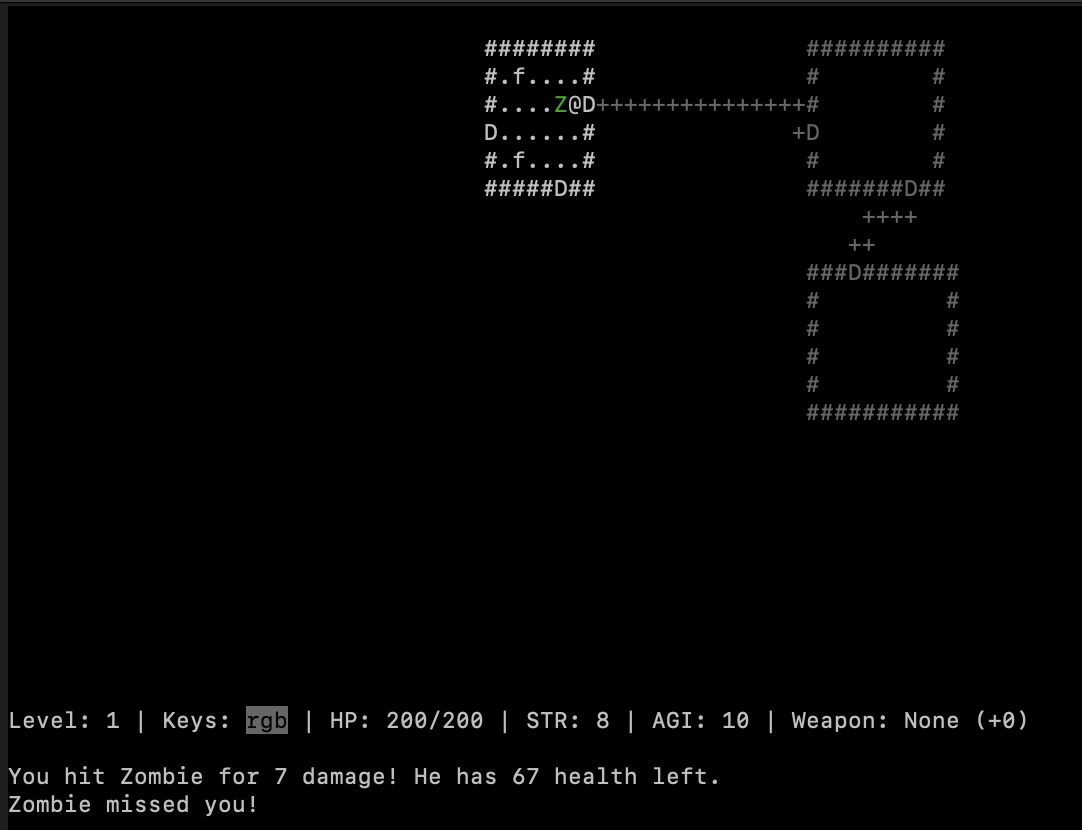 ########               ##########
                                  #.f....#               #        #
                                  #....Z@D+++++++++++++++#        #
                                  D......#              +D        #
                                  #.f....#               #        #
                                  #####D##               #######D##
                                                             ++++
                                                            ++
                                                         ###D#######
                                                         #         #
                                                         #         #
                                                         #         #
                                                         #         #
                                                         ###########
Level: 1 | Keys: rgb | HP: 200/200 | STR: 8 | AGI: 10 | Weapon: None (+0)
You hit Zombie for 7 damage! He has 67 health left.
Zombie missed you!